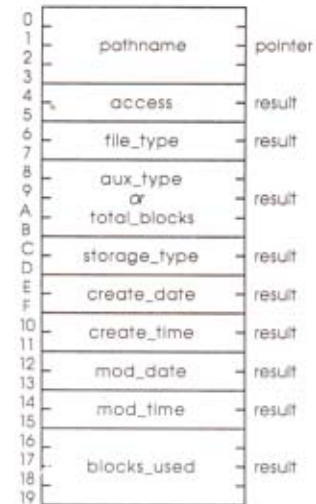 0
1
pathname pointer
2
3
4
access result
5
6
file_type result
7
8
aux_type
9
or result
A
total_blocks
B
C
storage_type result
D
E
create_date result
F
10
create_time result
11
12
mod_date result
13
14
mod_time result
15
16
17
blocks_used result
18
19